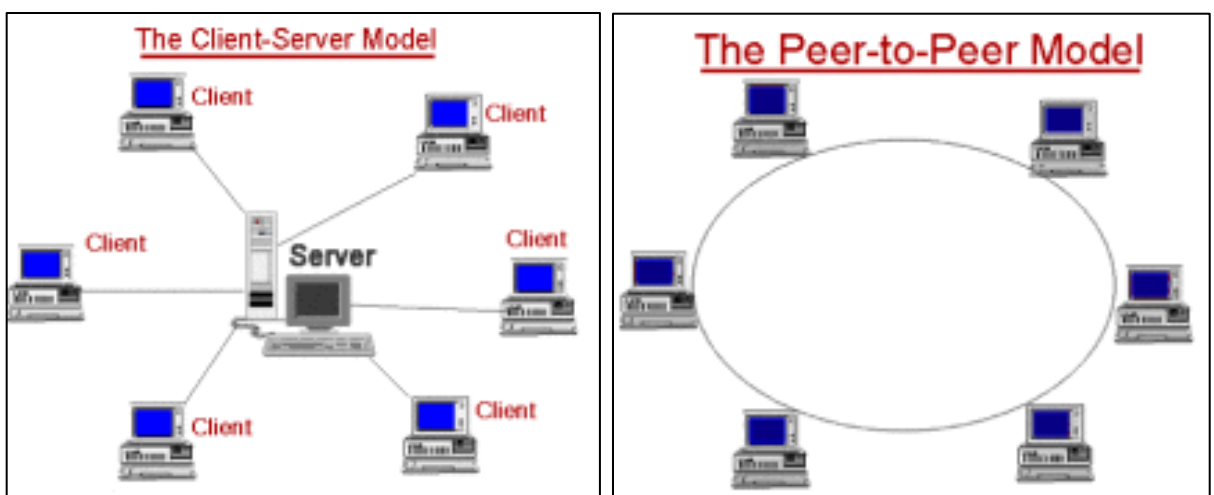 The Client-Server Model
Client
Client
Client
Client
Server
Client
Client
The Peer-to-Peer Model